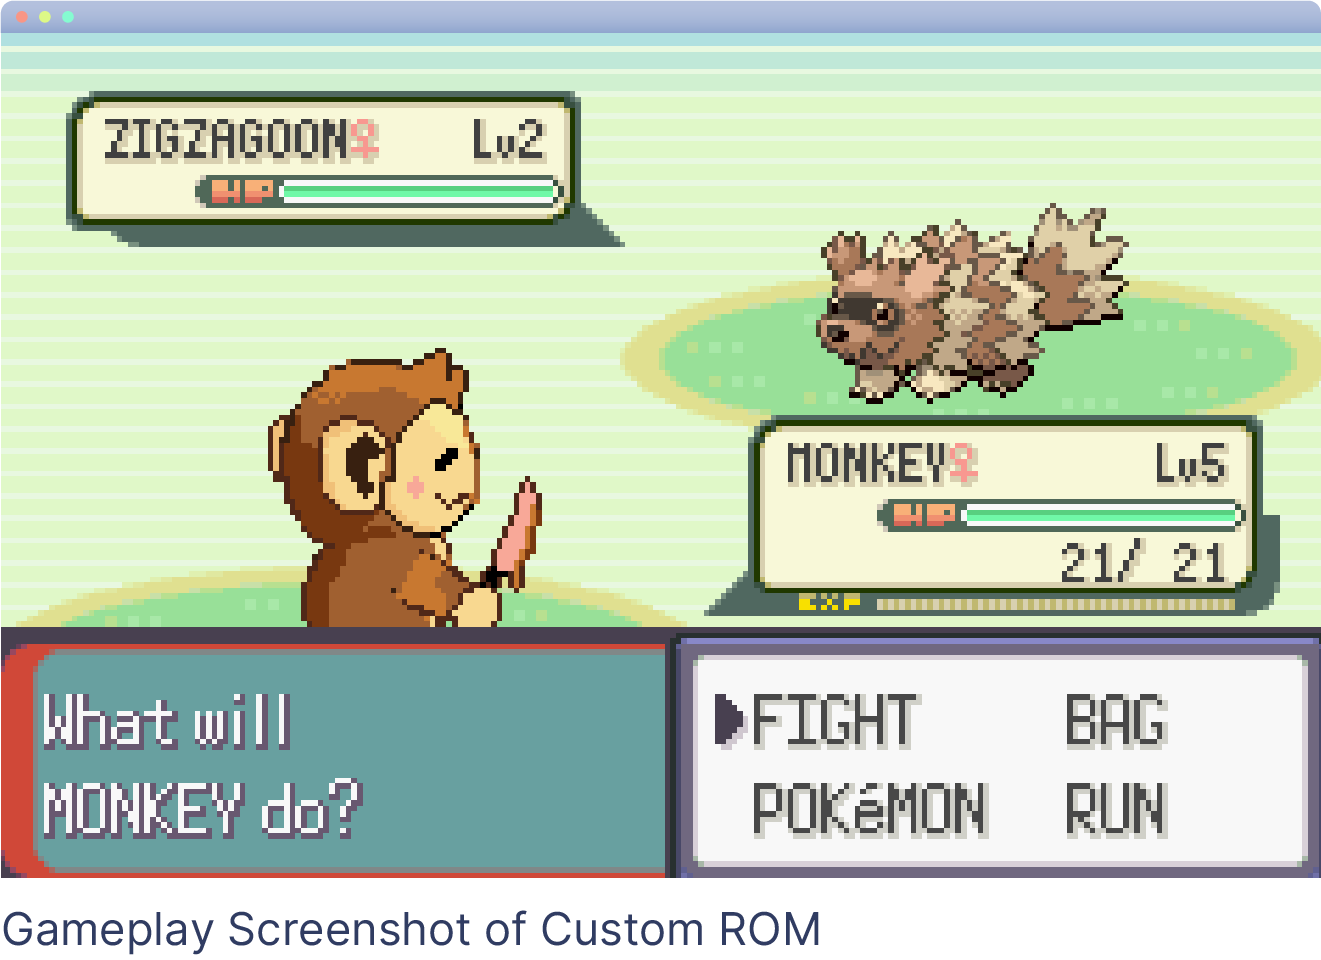 ZIGZAGOON♀ Lv2
HP
MONKEY♀ Lv5
HP
21/ 21
EXP
What will
MONKEY do?
FIGHT BAG
POKéMON RUN
Gameplay Screenshot of Custom ROM